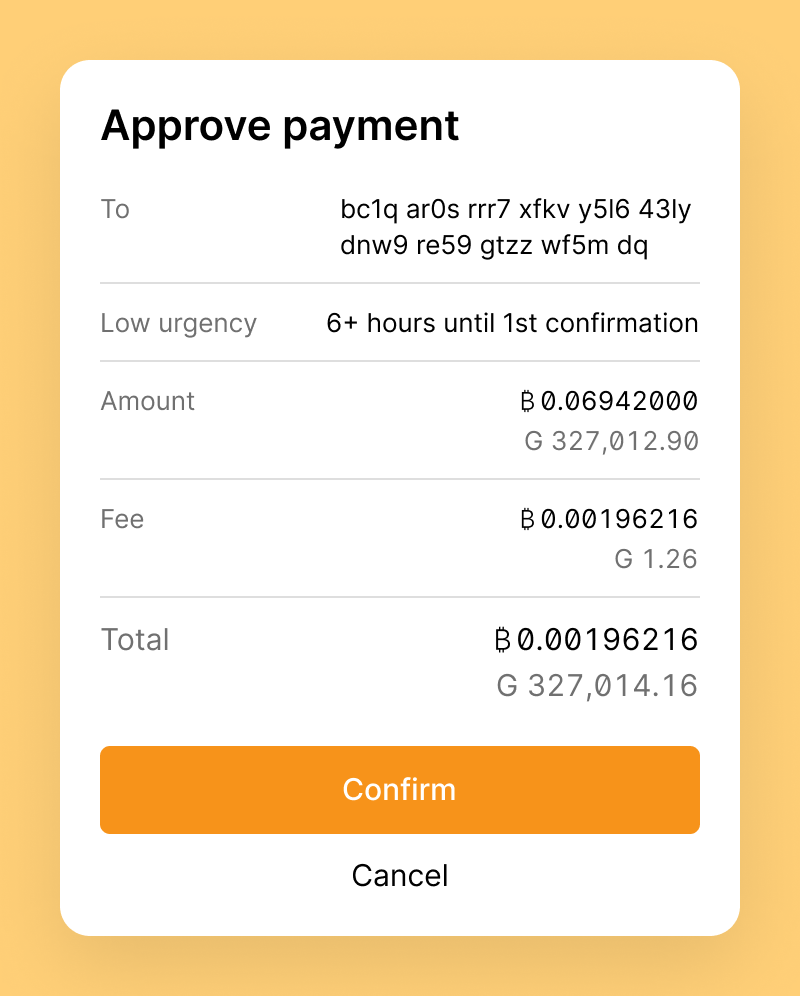 Approve payment
To
bc1q ar0s rrr7 xfkv y5l6 43ly
dnw9 re59 gtzz wf5m dq
Low urgency 6+ hours until 1st confirmation
Amount ₿ 0.06942000
G 327,012.90
Fee ₿ 0.00196216
G 1.26
Total ₿ 0.00196216
G 327,014.16
Confirm
Cancel